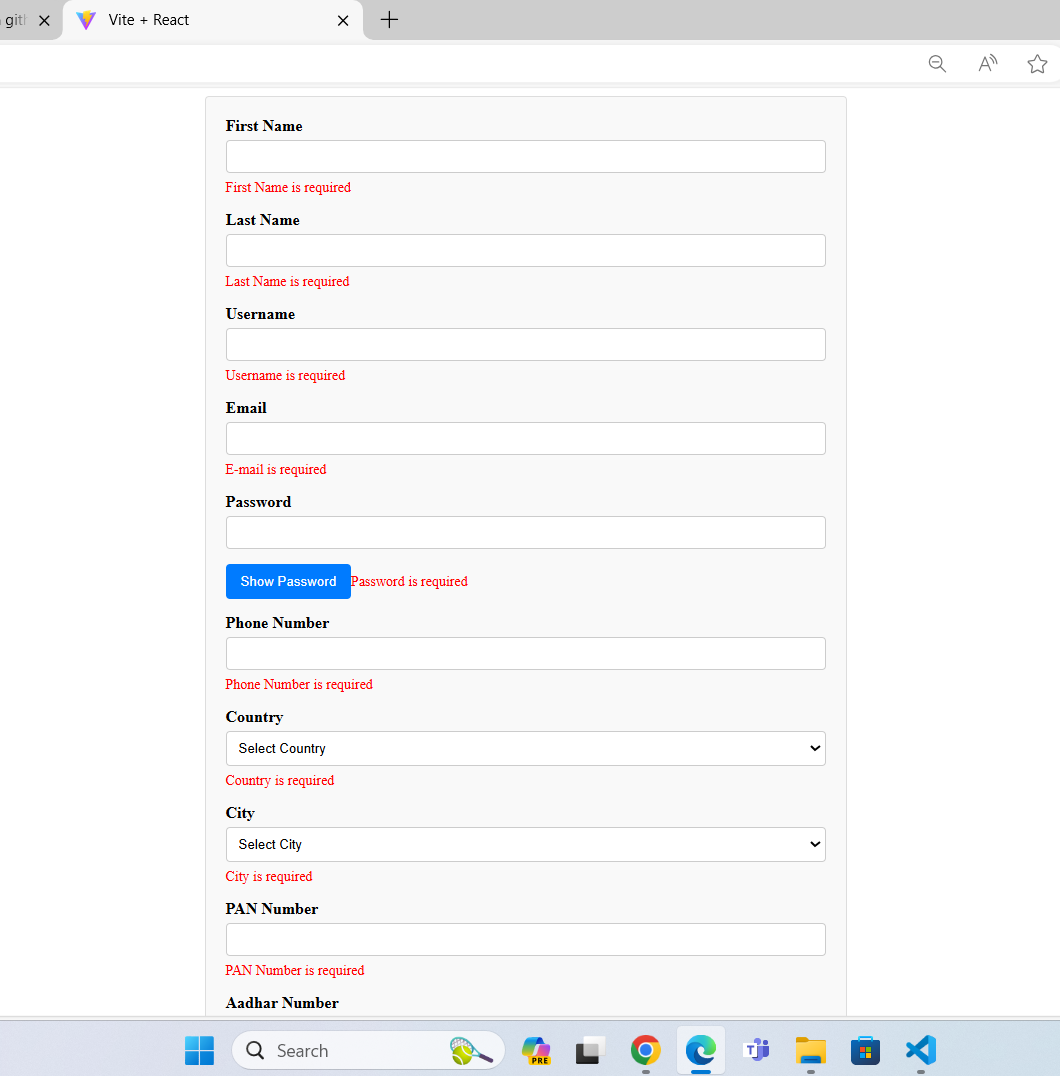 git
Vite + React
First Name
First Name is required
Last Name
Last Name is required
Username
Username is required
Email
E-mail is required
Password
Show Password Password is required
Phone Number
Phone Number is required
Country
Select Country
Country is required
City
Select City
City is required
PAN Number
PAN Number is required
Aadhar Number
Search
PRE